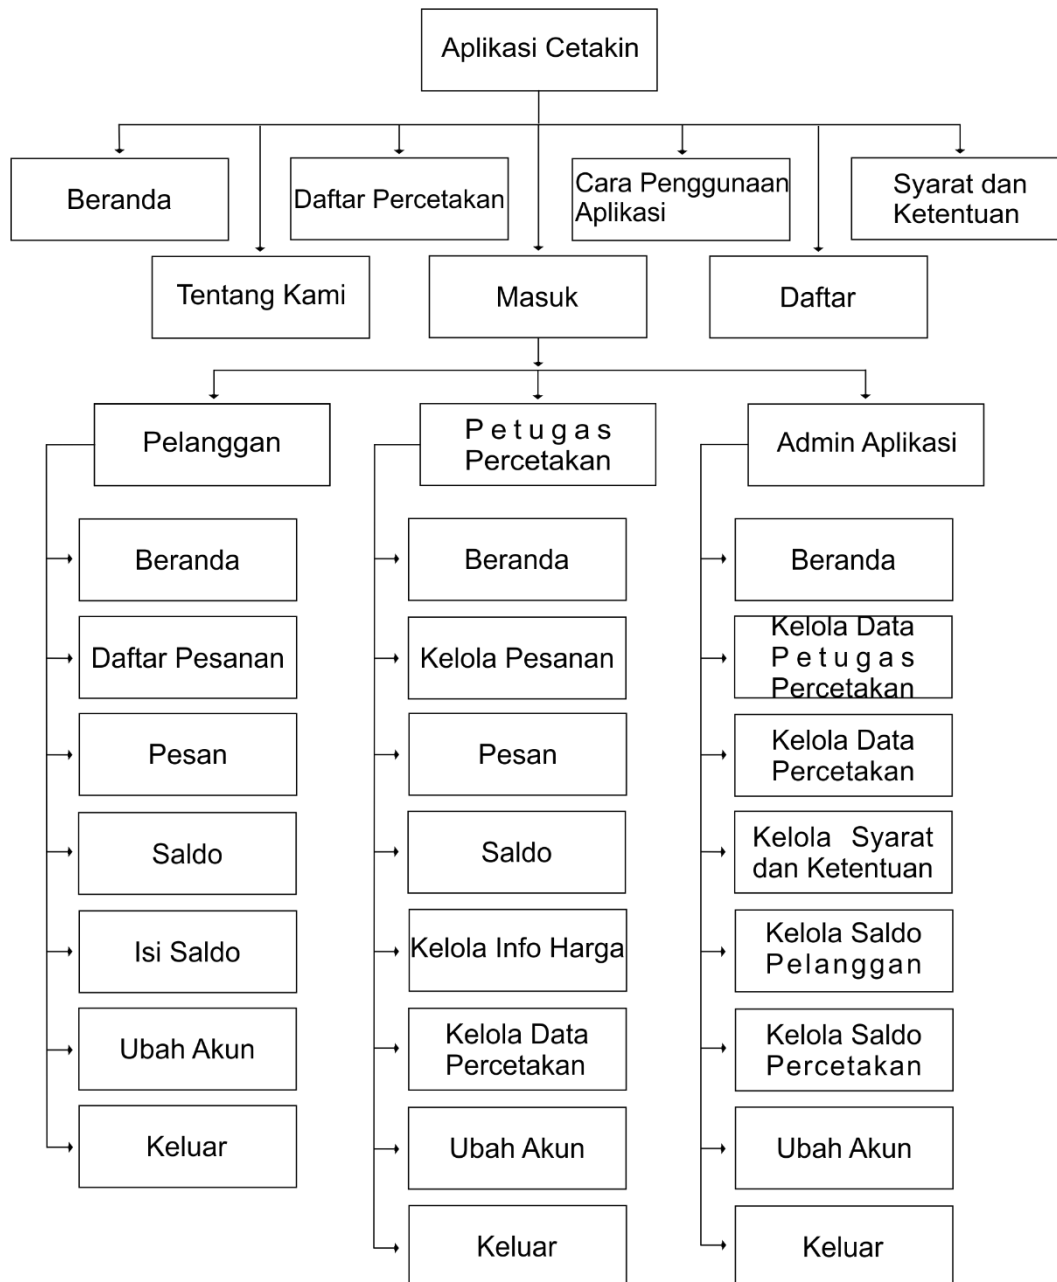 Aplikasi Cetakin
Beranda
Daftar Percetakan
Cara Penggunaan
Aplikasi
Syarat dan
Ketentuan
Tentang Kami
Masuk
Daftar
Pelanggan
Petugas
Percetakan
Admin Aplikasi
Beranda
Daftar Pesanan
Pesan
Saldo
Isi Saldo
Ubah Akun
Keluar
Beranda
Kelola Pesanan
Pesan
Saldo
Kelola Info Harga
Kelola Data
Percetakan
Ubah Akun
Keluar
Beranda
Kelola Data
Petugas
Percetakan
Kelola Data
Percetakan
Kelola Syarat
dan Ketentuan
Kelola Saldo
Pelanggan
Kelola Saldo
Percetakan
Ubah Akun
Keluar